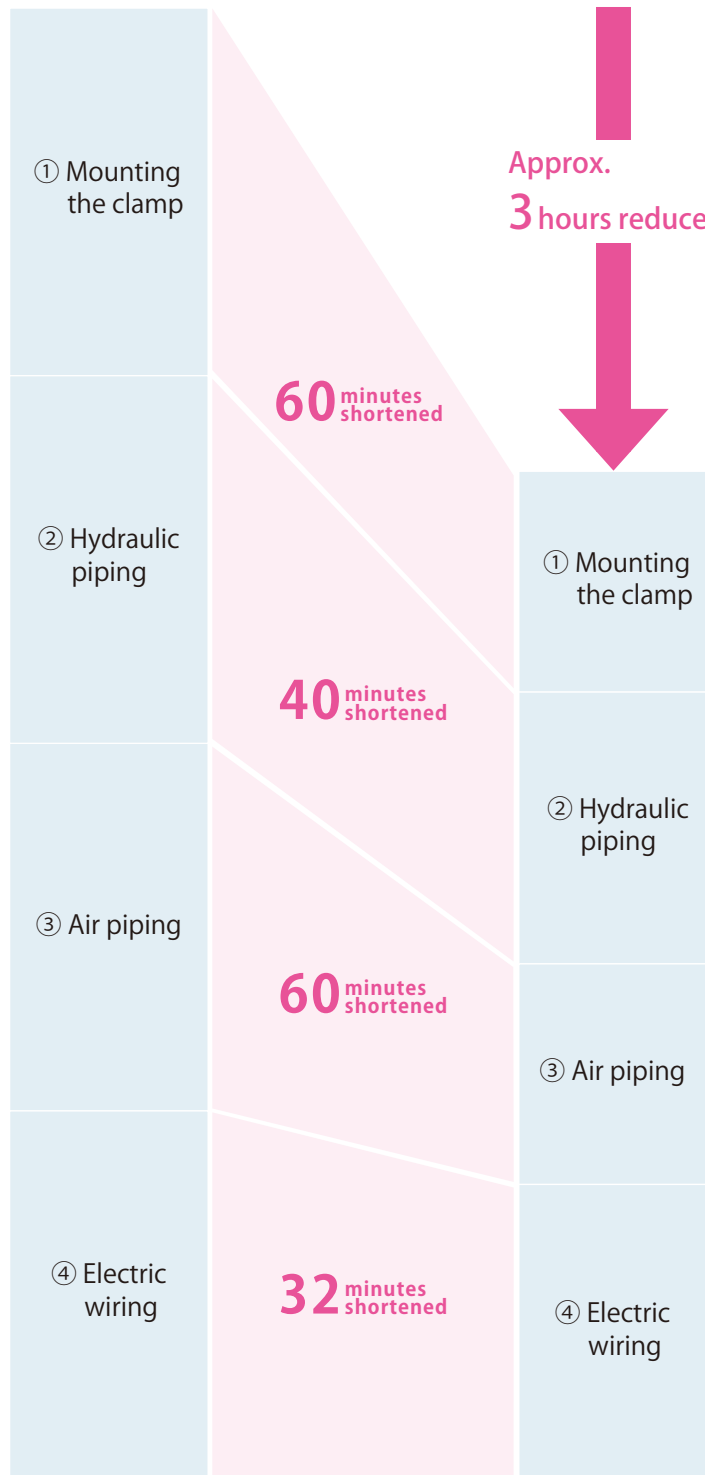 ① Mounting
the clamp
② Hydraulic
piping
③ Air piping
④ Electric
wiring
60 minutes
shortened
40 minutes
shortened
60 minutes
shortened
32 minutes
shortened
Approx.
3 hours reduce
① Mounting
the clamp
② Hydraulic
piping
③ Air piping
④ Electric
wiring